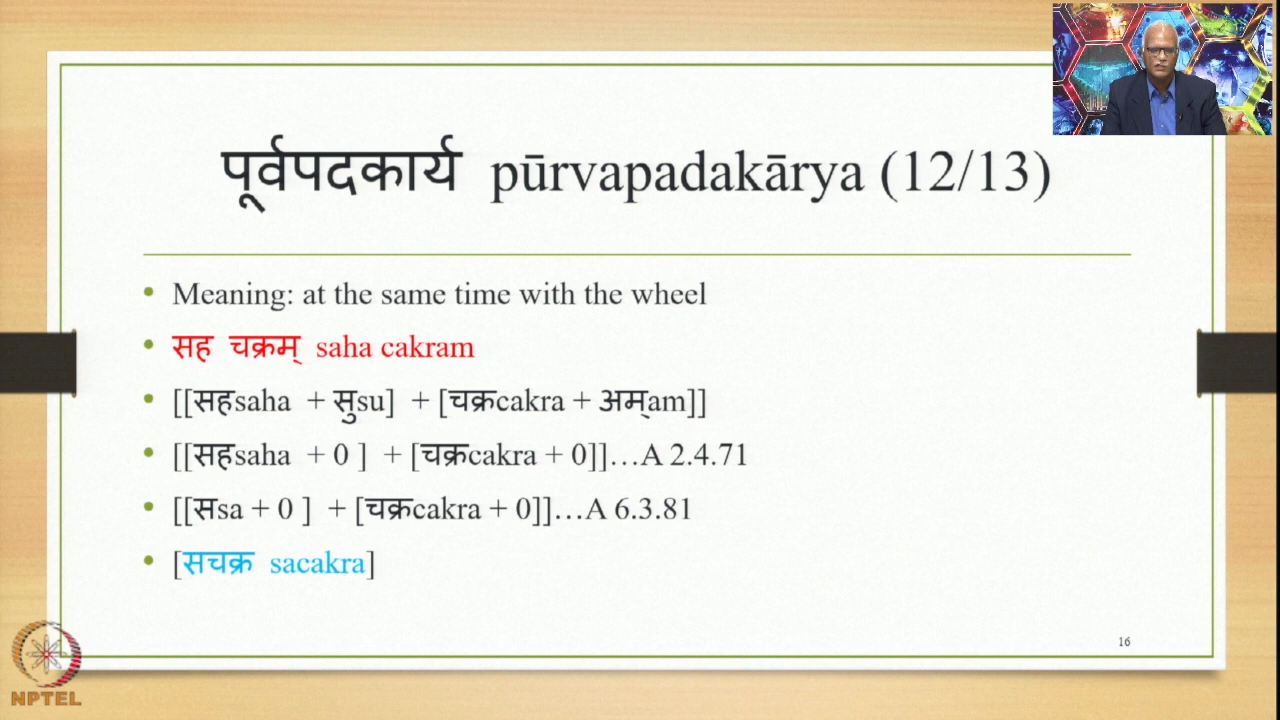 पूर्वपदकार्य pūrvapadakārya (12/13)
• Meaning: at the same time with the wheel
• सह चक्रम् saha cakram
• [[सहsaha + सुsu] + [चक्रcakra + अम्am]]
• [[सहsaha + 0 ] + [चक्रcakra + 0]]…A 2.4.71
• [[सsa + 0 ] + [चक्रcakra + 0]]…A 6.3.81
• [सचक्र sacakra]
16
NPTEL